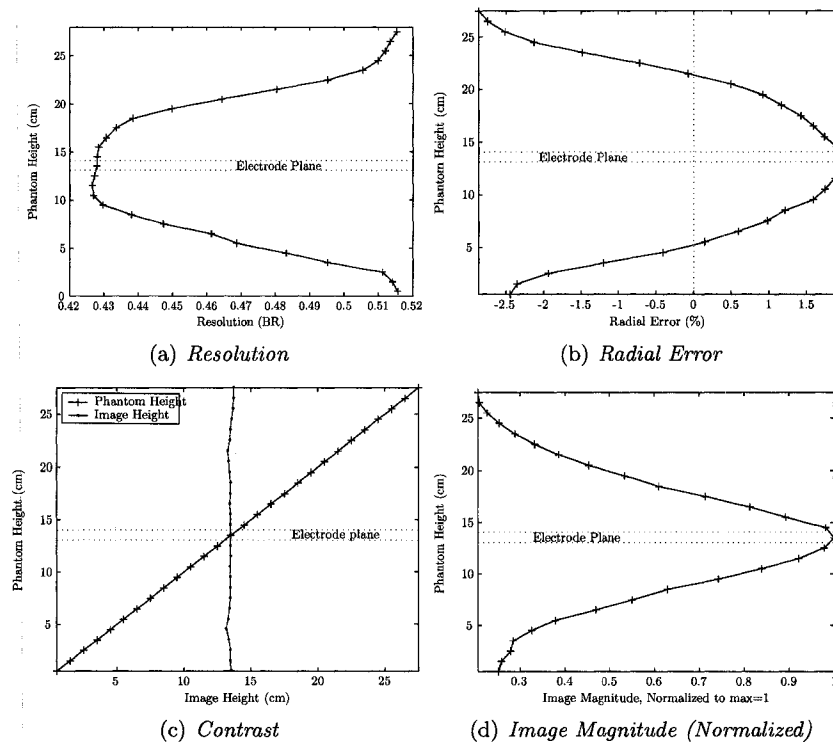 25
20
15
10
5
0
Phantom Height (cm)
Electrode Plane
0.42 0.43 0.44 0.45 0.46 0.47 0.48 0.49 0.5 0.51 0.52
Resolution (BR)
(a) Resolution
25
20
15
10
5
Phantom Height (cm)
Electrode Plane
-2.5 -2 -1.5 -1 -0.5 0 0.5 1 1.5
Radial Error (%)
(b) Radial Error
Phantom Height
Image Height
25
20
15
10
5
Phantom Height (cm)
Electrode plane
5 10 15 20 25
Image Height (cm)
(c) Contrast
25
20
15
10
5
Phantom Height (cm)
Electrode Plane
0.3 0.4 0.5 0.6 0.7 0.8 0.9 1
Image Magnitude, Normalized to max=1
(d) Image Magnitude (Normalized)